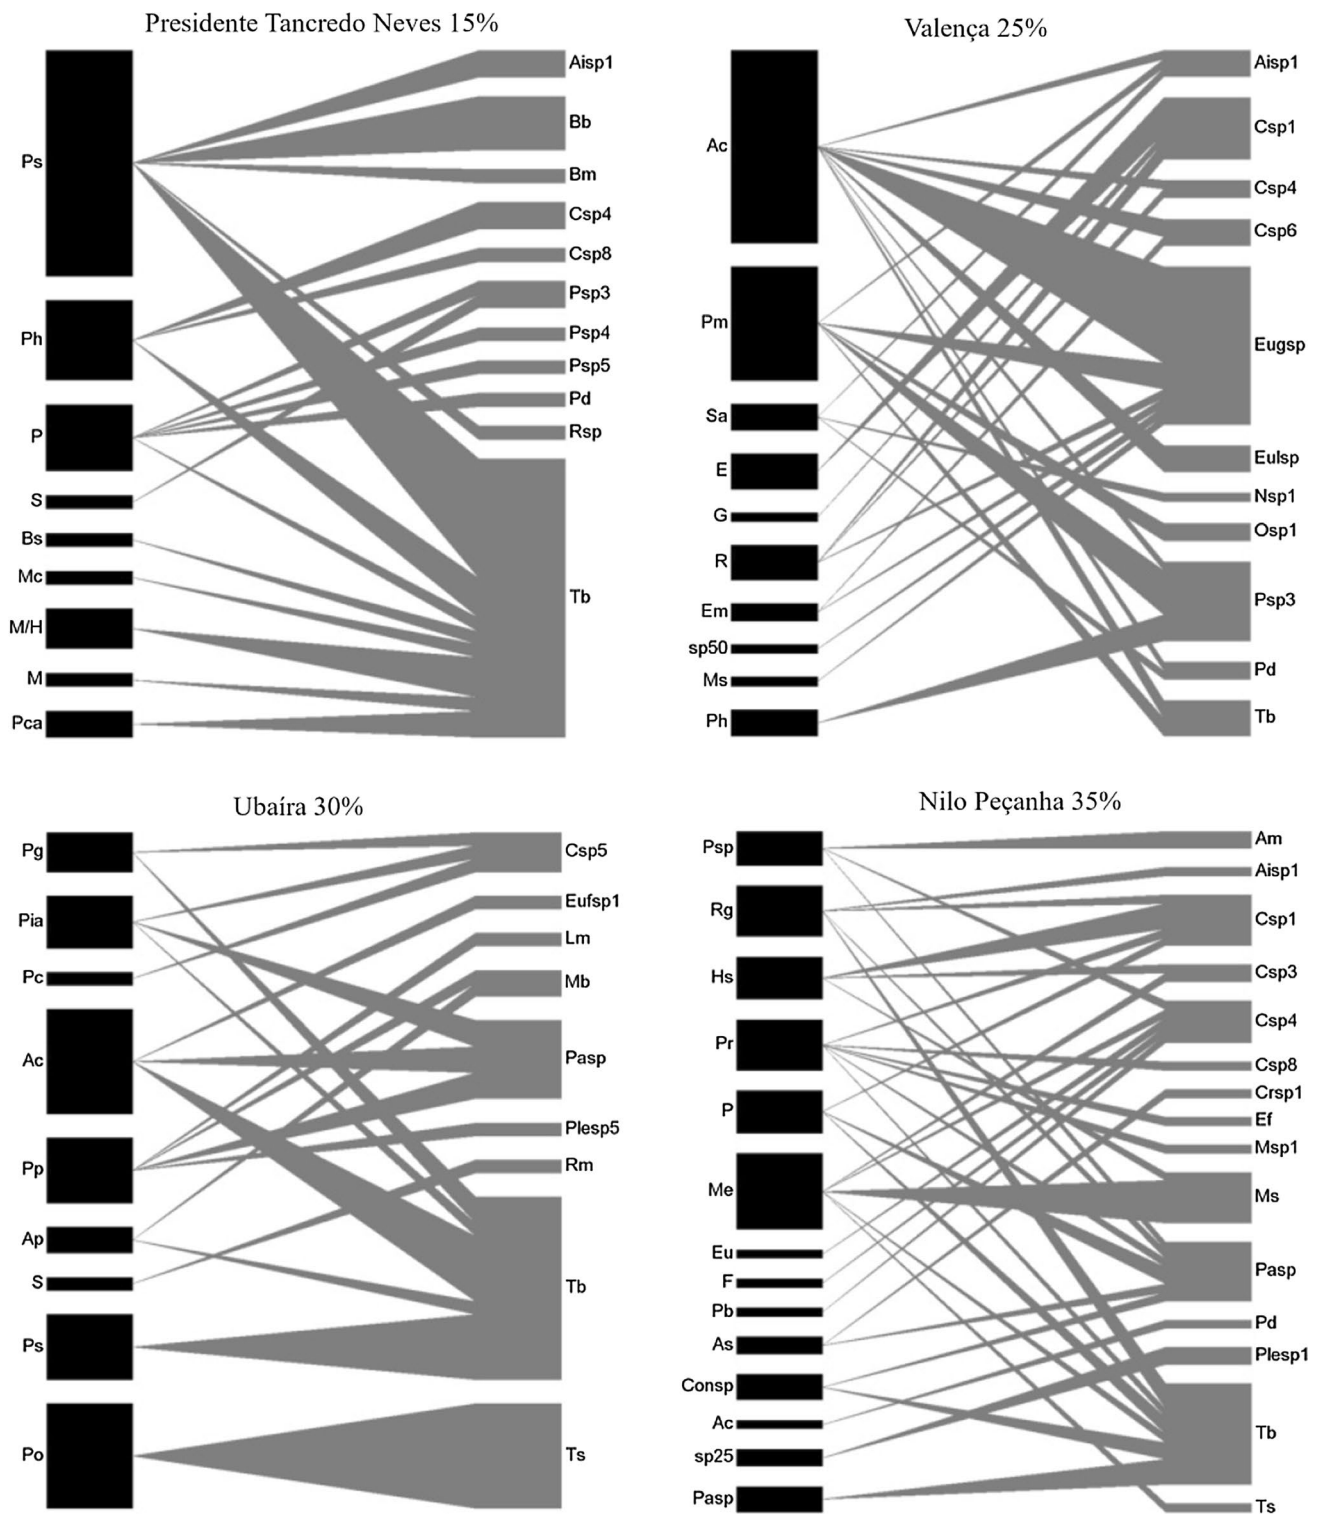 Presidente Tancredo Neves 15%
Ps
Ph
P
S
Bs
Mc
M/H
M
Pca
Aisp1
Bb
Bm
Csp4
Csp8
Psp3
Psp4
Psp5
Pd
Rsp
Tb
Valença 25%
Ac
Pm
Sa
E
G
R
Em
sp50
Ms
Ph
Aisp1
Csp1
Csp4
Csp6
Eugsp
Eulsp
Nsp1
Osp1
Psp3
Pd
Tb
Ubaíra 30%
Pg
Pia
Pc
Ac
Pp
Ap
S
Ps
Po
Csp5
Eufsp1
Lm
Mb
Pasp
Plesp5
Rm
Tb
Ts
Nilo Peçanha 35%
Psp
Rg
Hs
Pr
P
Me
Eu
F
Pb
As
Consp
Ac
sp25
Pasp
Am
Aisp1
Csp1
Csp3
Csp4
Csp8
Crsp1
Ef
Msp1
Ms
Pasp
Pd
Plesp1
Tb
Ts